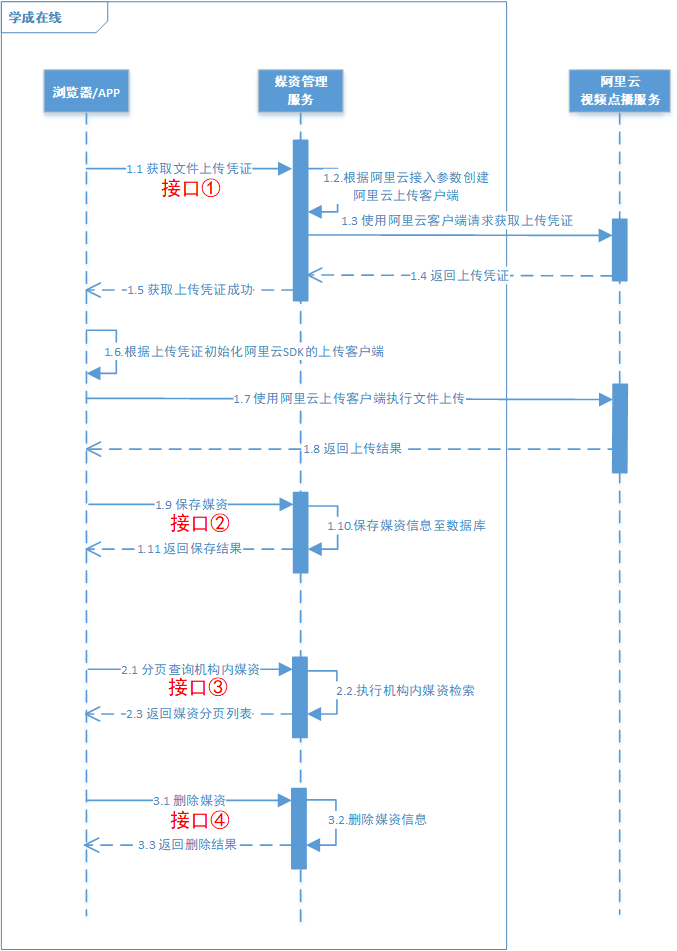 学成在线
浏览器/APP
媒资管理
服务
阿里云
视频点播服务
1.1 获取文件上传凭证
接口①
1.2.根据阿里云接入参数创建
阿里云上传客户端
1.3 使用阿里云客户端请求获取上传凭证
1.4 返回上传凭证
1.5 获取上传凭证成功
1.6.根据上传凭证初始化阿里云SDK的上传客户端
1.7 使用阿里云上传客户端执行文件上传
1.8 返回上传结果
1.9 保存媒资
接口②
1.10.保存媒资信息至数据库
1.11 返回保存结果
2.1 分页查询机构内媒资
接口③
2.2.执行机构内媒资检索
2.3 返回媒资分页列表
3.1 删除媒资
接口④
3.2.删除媒资信息
3.3 返回删除结果